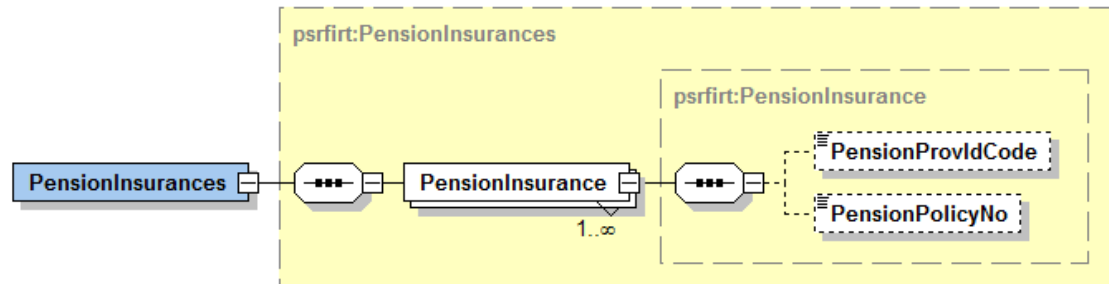 psrfirt:PensionInsurances
psrfirt:PensionInsurance
PensionProvIdCode
PensionInsurances
PensionInsurance
PensionPolicyNo
1..∞